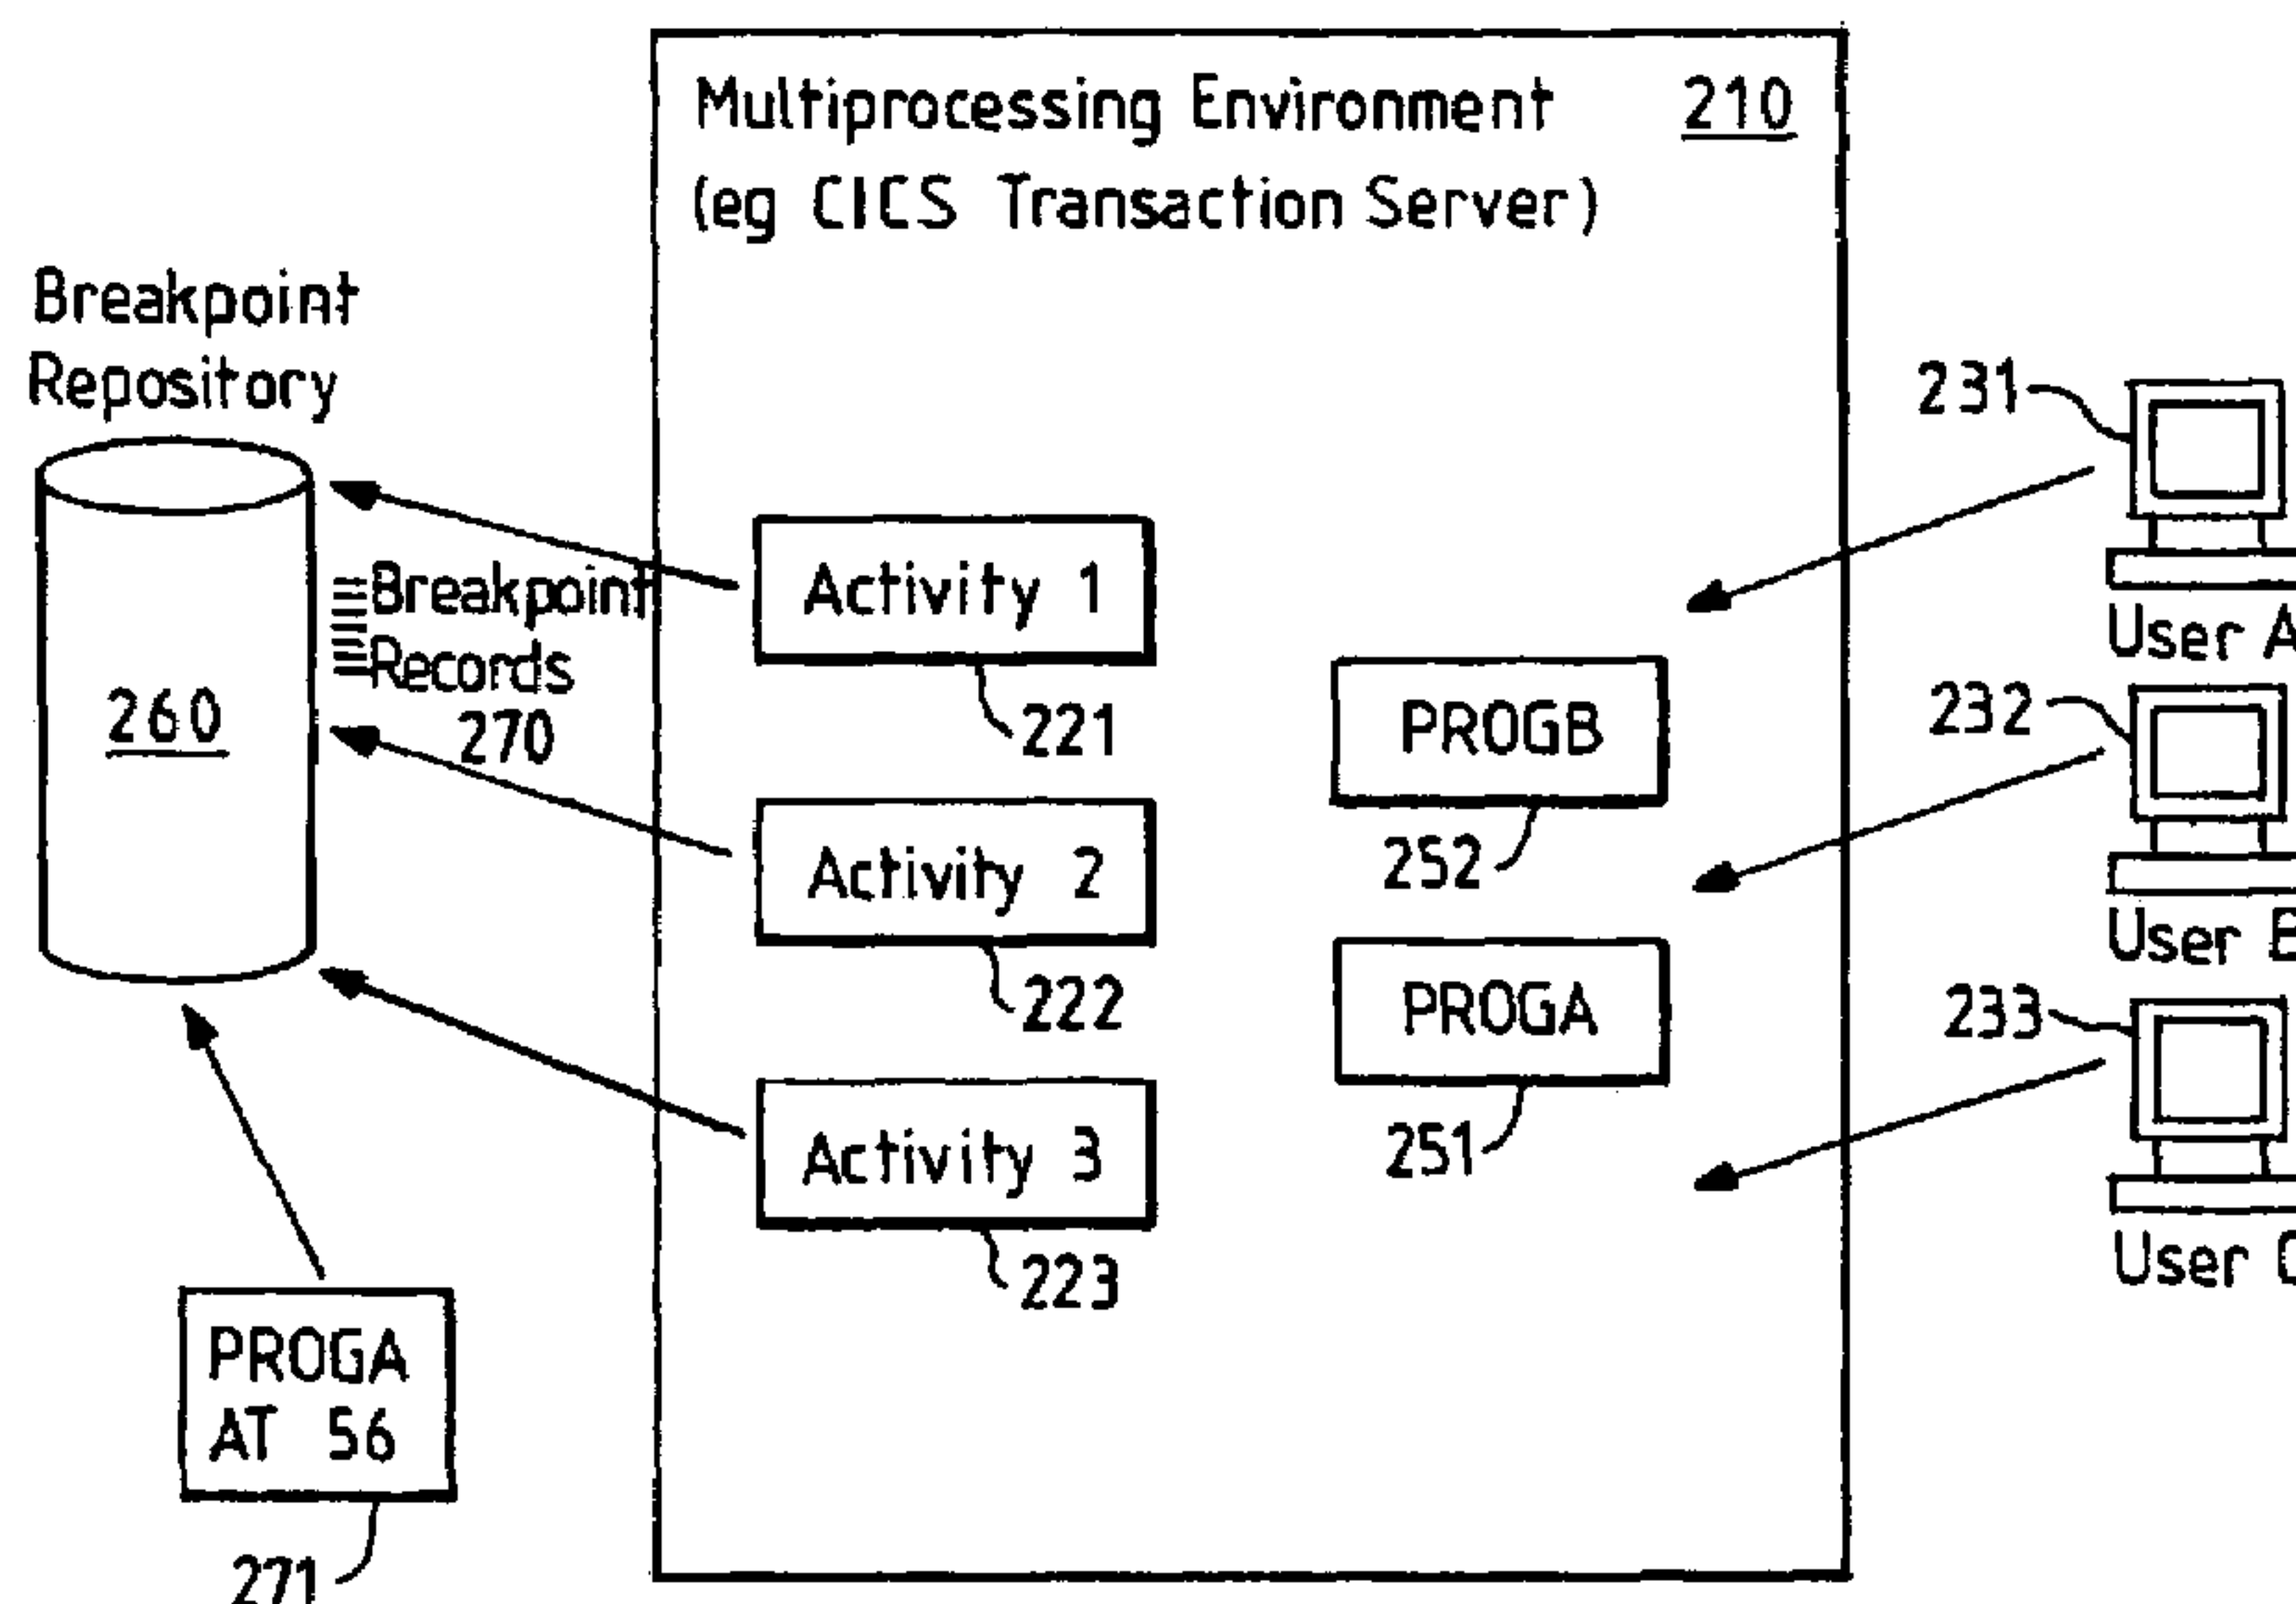 Multiprocessing Environment 210
(eg CICS Transaction Server)
Breakpoint
Repository
260
Breakpoint
Records
270
Activity 1
221
Activity 2
222
Activity 3
223
PROGB
252
PROGA
251
231
User A
232
User B
233
User
PROGA
AT 56
271